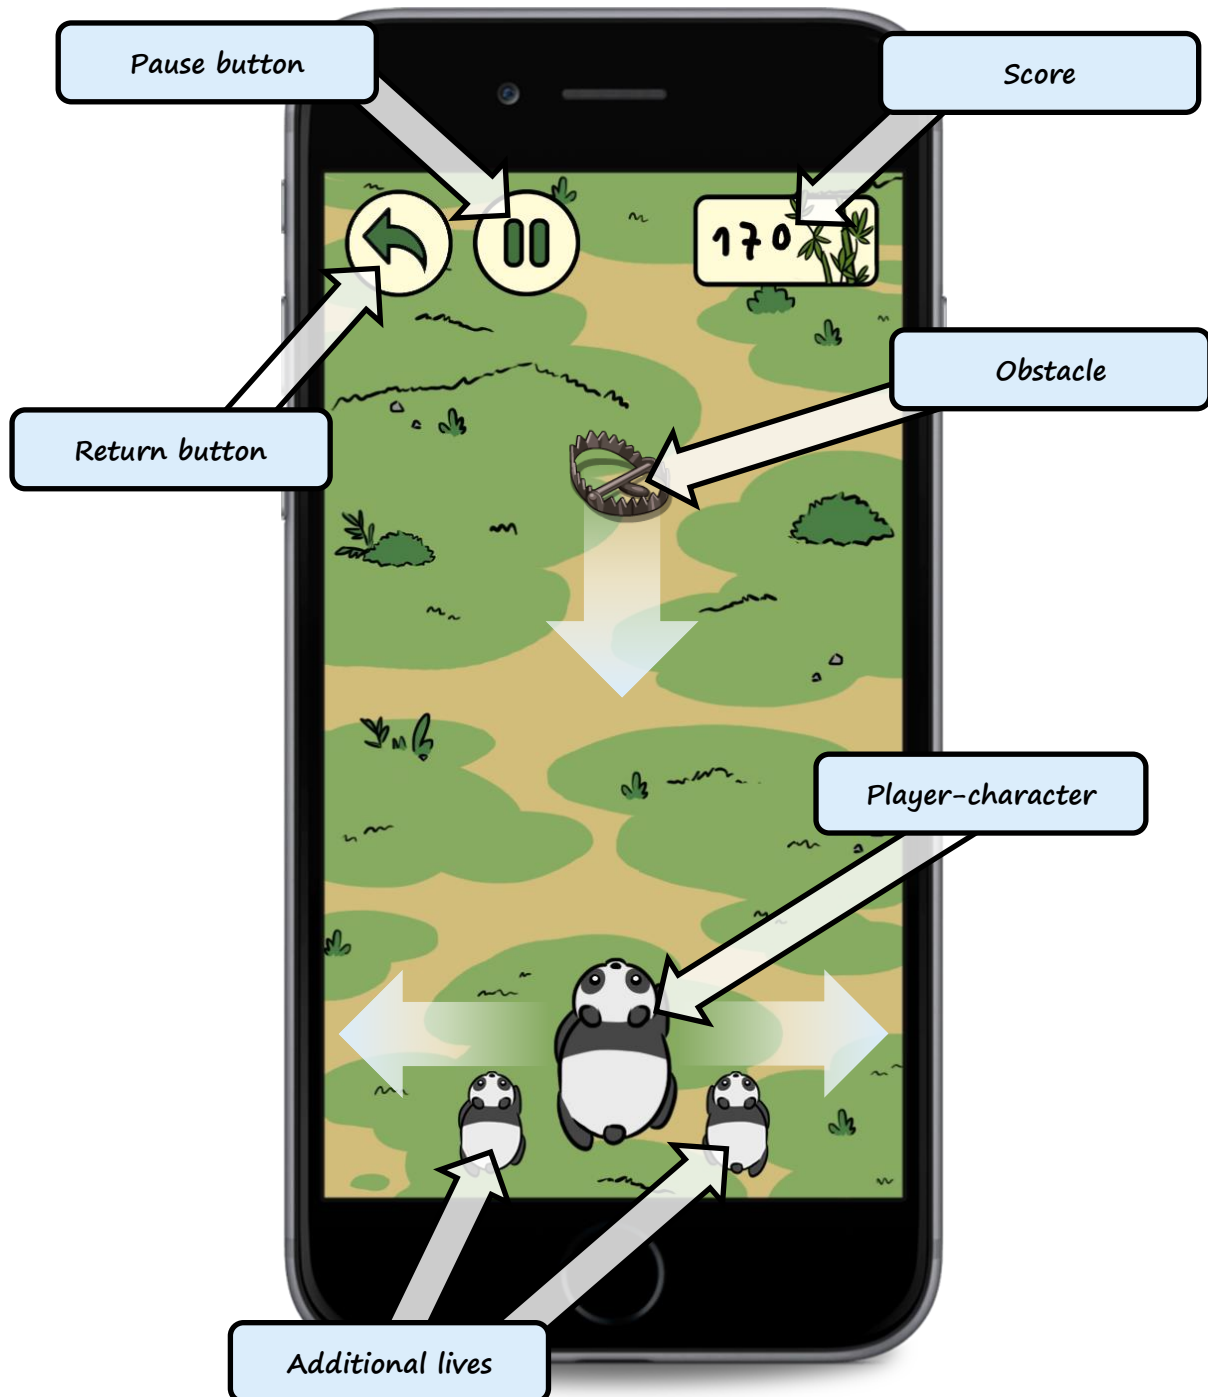 Pause button
Score
170
Obstacle
Return button
Player-character
Additional lives